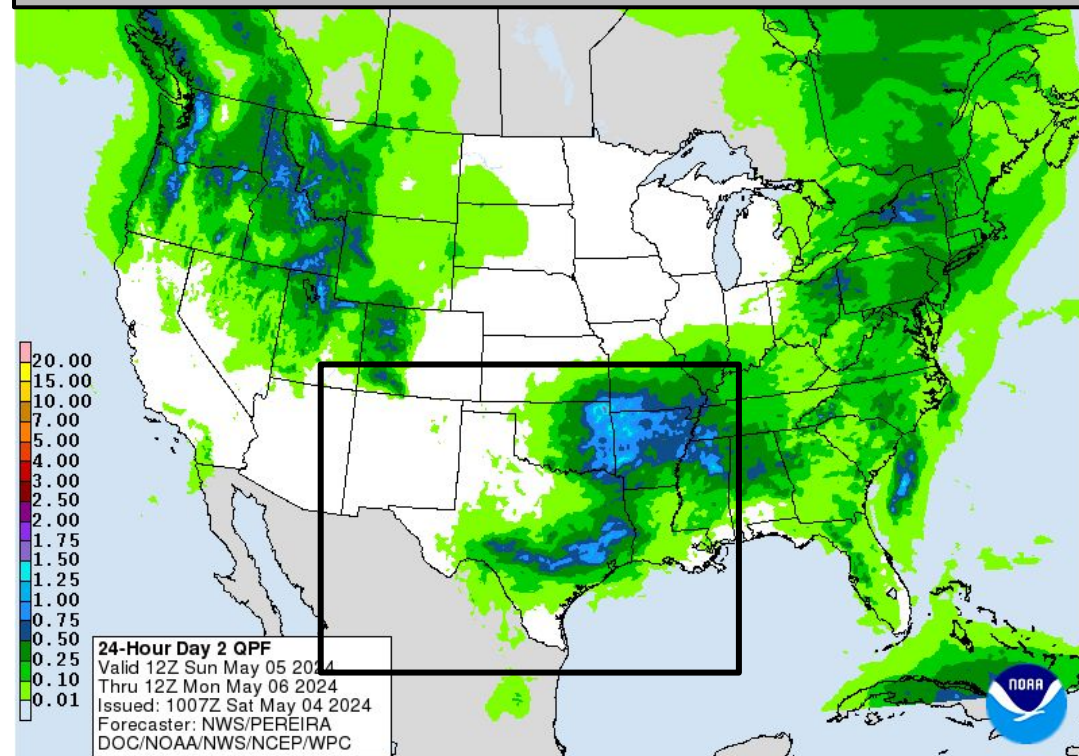 20.00
15.00
10.00
7.00
5.00
4.00
3.00
2.50
2.00
1.75
1.50
1.25
1.00
0.75
0.50
0.25
0.10
0.01
24-Hour Day 2 QPF
Valid 12Z Sun May 05 2024
Thru 12Z Mon May 06 2024
Issued: 1007Z Sat May 04 2024
Forecaster: NWS/PEREIRA
DOC/NOAA/NWS/NCEP/WPC
NOAA